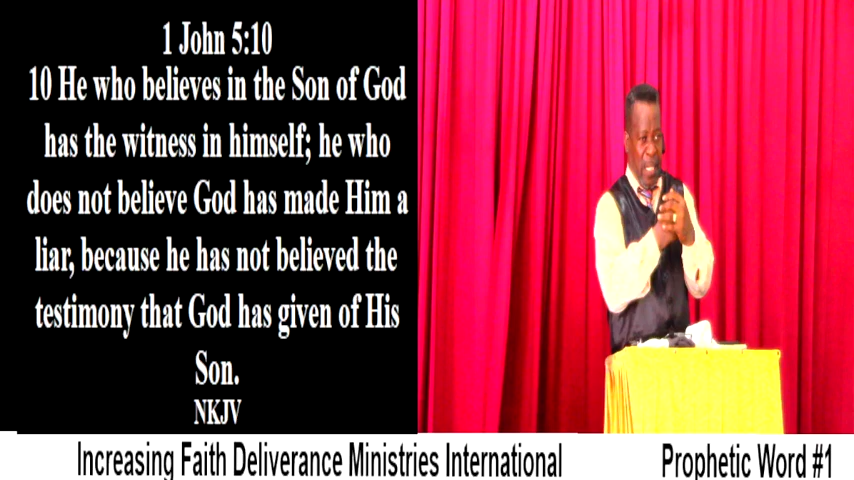 1 John 5:10
10 He who believes in the Son of God
has the witness in himself; he who
does not believe God has made Him a
liar, because he has not believed the
testimony that God has given of His
Son.
NKJV
Increasing Faith Deliverance Ministries International
Prophetic Word #1